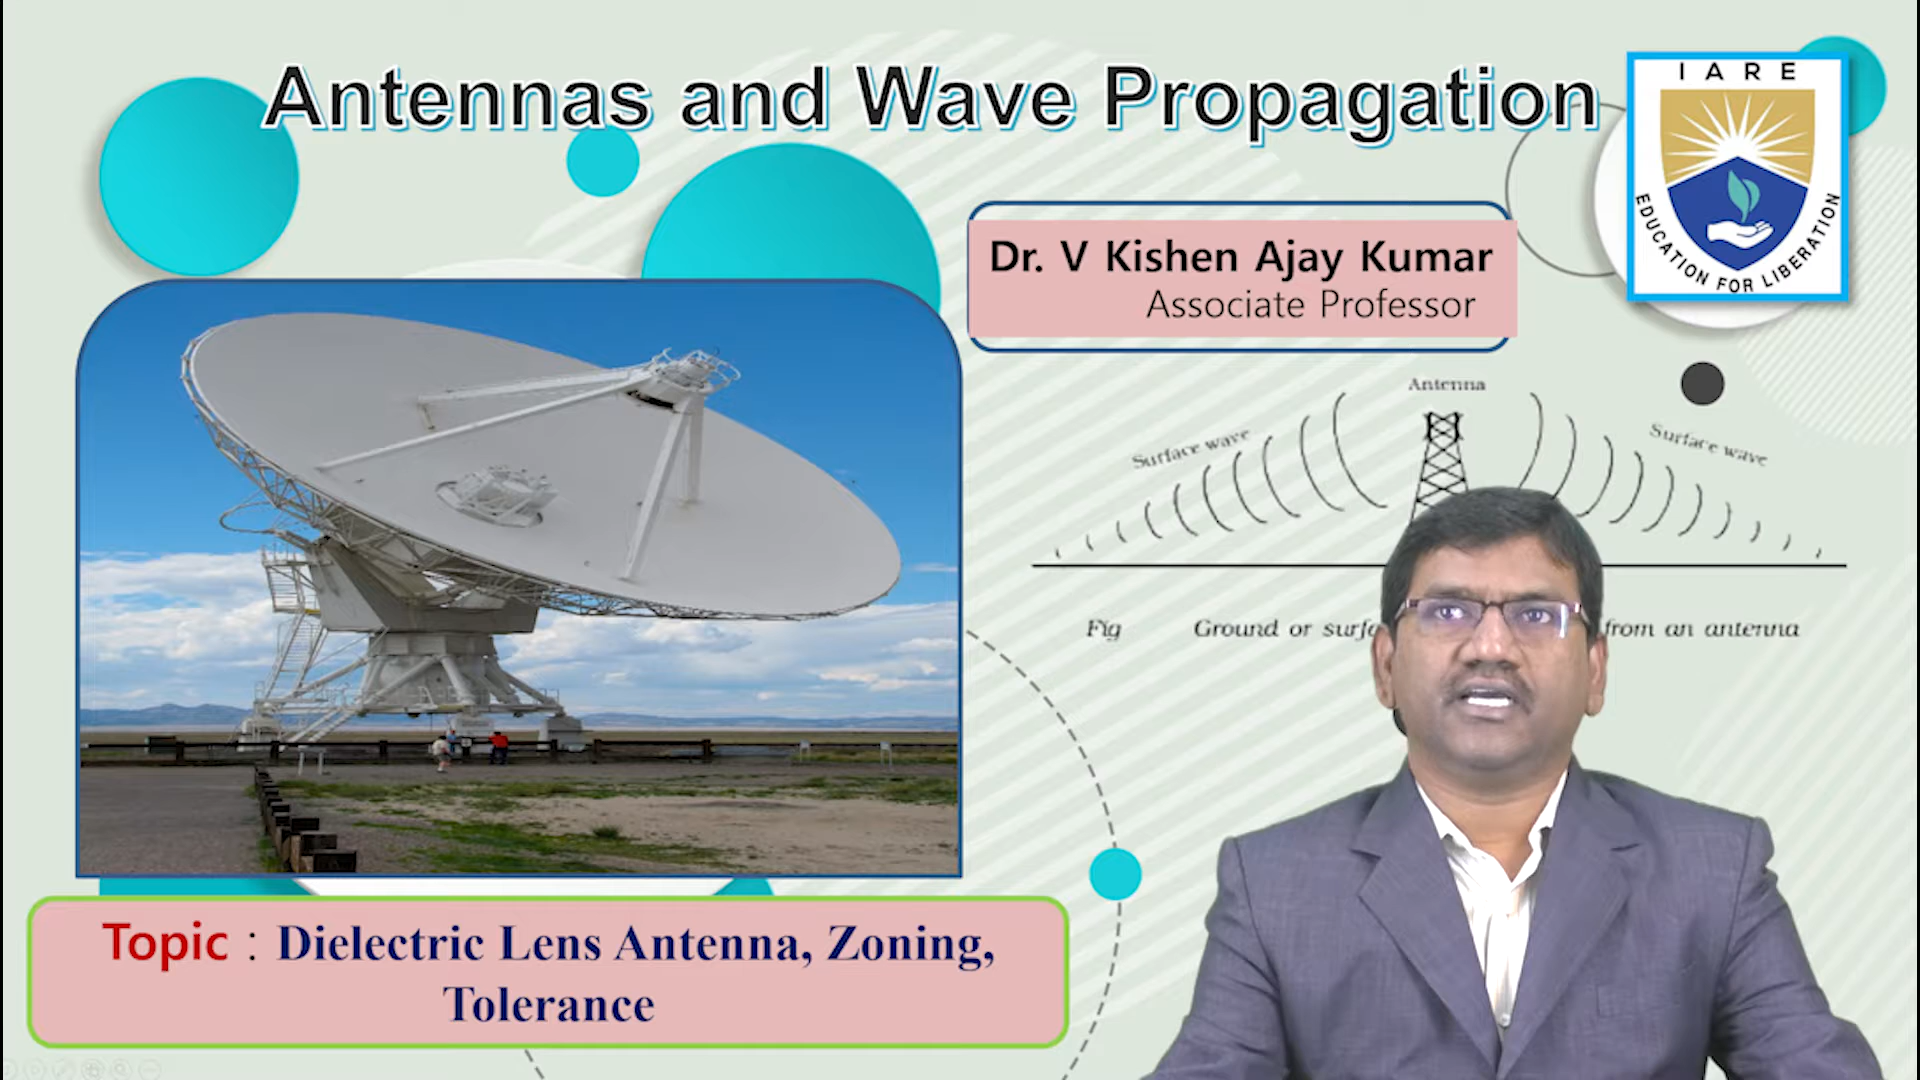 Antennas and Wave Propagation
IARE
EDUCATION FOR LIBERATION
Dr. V Kishen Ajay Kumar
Associate Professor
Antenna
Surface wave
Surface wave
Fig Ground or from an antenna
Topic : Dielectric Lens Antenna, Zoning,
Tolerance